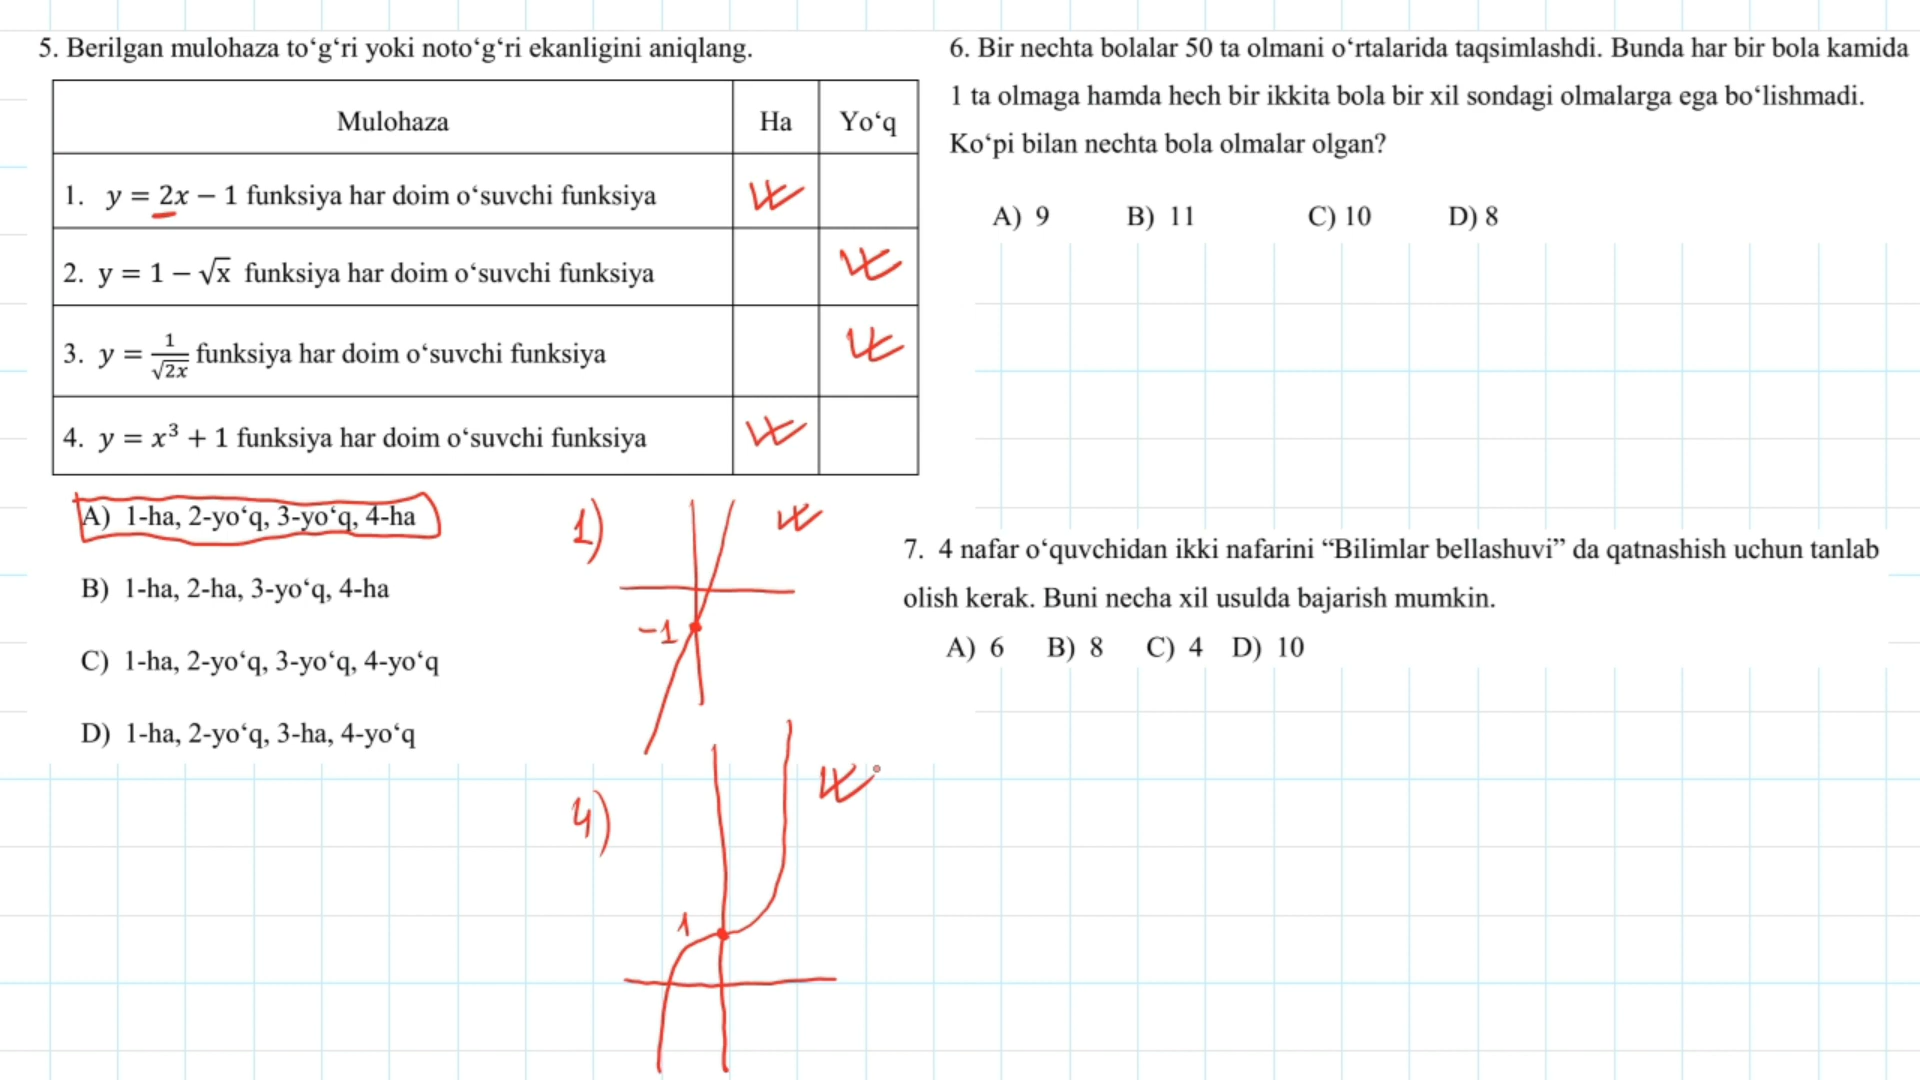 5. Berilgan mulohaza to‘g‘ri yoki noto‘g‘ri ekanligini aniqlang.
Mulohaza Ha Yo‘q
1. y = 2x − 1 funksiya har doim o‘suvchi funksiya
2. y = 1 − √x funksiya har doim o‘suvchi funksiya
3. y = 1/√2x funksiya har doim o‘suvchi funksiya
4. y = x³ + 1 funksiya har doim o‘suvchi funksiya
A) 1-ha, 2-yo‘q, 3-yo‘q, 4-ha
B) 1-ha, 2-ha, 3-yo‘q, 4-ha
C) 1-ha, 2-yo‘q, 3-yo‘q, 4-yo‘q
D) 1-ha, 2-yo‘q, 3-ha, 4-yo‘q
1)
-1
4)
1
6. Bir nechta bolalar 50 ta olmani o‘rtalarida taqsimlashdi. Bunda har bir bola kamida
1 ta olmaga hamda hech bir ikkita bola bir xil sondagi olmalarga ega bo‘lishmadi.
Ko‘pi bilan nechta bola olmalar olgan?
A) 9 B) 11 C) 10 D) 8
7. 4 nafar o‘quvchidan ikki nafarini “Bilimlar bellashuvi” da qatnashish uchun tanlab
olish kerak. Buni necha xil usulda bajarish mumkin.
A) 6 B) 8 C) 4 D) 10